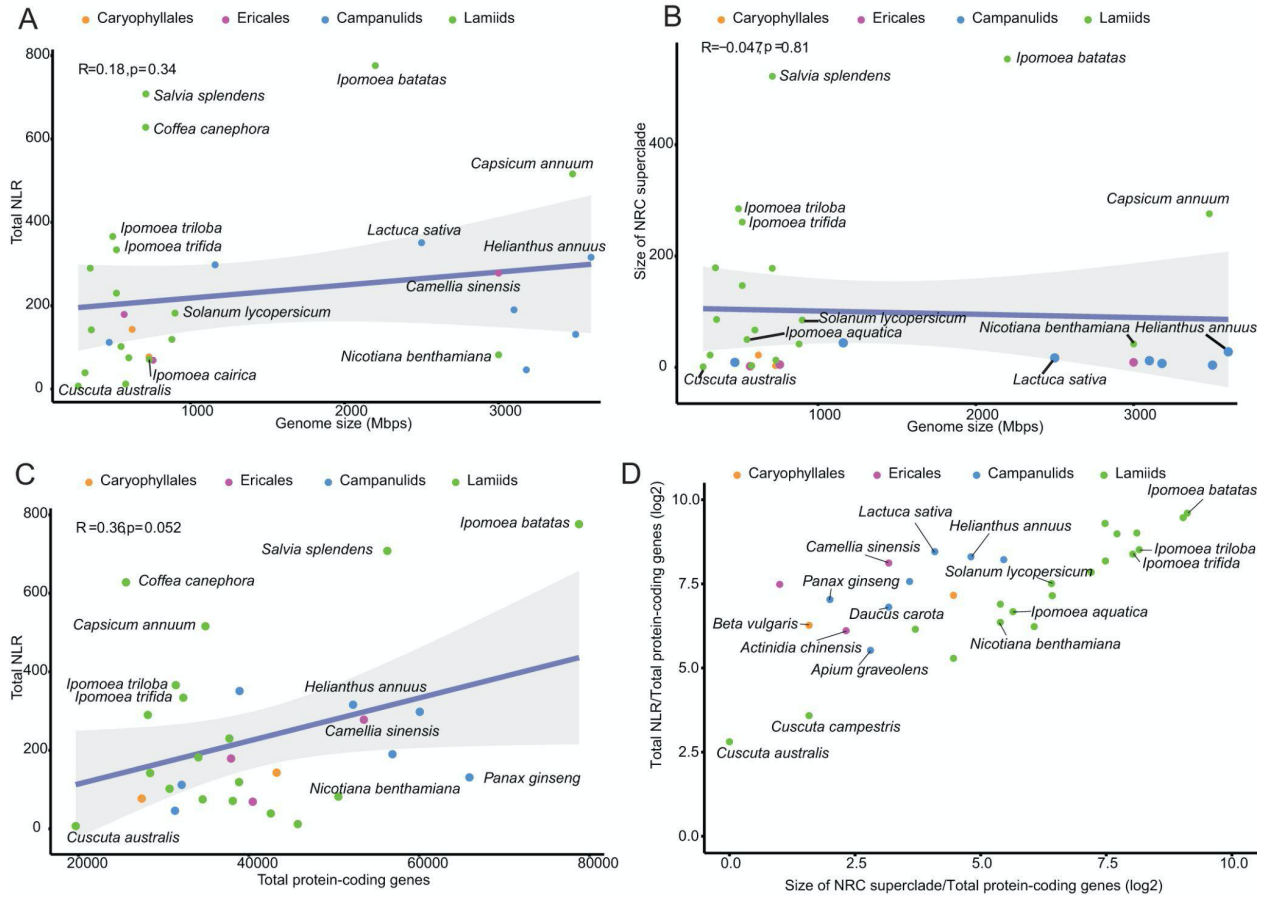 A
Caryophyllales Ericales Campanulids Lamiids
800
R=0.18,p=0.34
Ipomoea batatas
Salvia splendens
Coffea canephora
600
Capsicum annuum
400
Ipomoea triloba
Ipomoea trifida
Lactuca sativa
Helianthus annuus
Camellia sinensis
200
Solanum lycopersicum
Nicotiana benthamiana
Ipomoea cairica
0
Cuscuta australis
Total NLR
1000 2000 3000
Genome size (Mbps)
B
Caryophyllales Ericales Campanulids Lamiids
R=−0.047,p =0.81
Ipomoea batatas
Salvia splendens
400
Capsicum annuum
Ipomoea triloba
Ipomoea trifida
200
Solanum lycopersicum
Ipomoea aquatica
Nicotiana benthamiana Helianthus annuus
0
Cuscuta australis
Lactuca sativa
Size of NRC superclade
1000 2000 3000
Genome size (Mbps)
C
Caryophyllales Ericales Campanulids Lamiids
800
R=0.36,p=0.052
Ipomoea batatas
Salvia splendens
600
Coffea canephora
Capsicum annuum
400
Ipomoea triloba
Ipomoea trifida
Helianthus annuus
Camellia sinensis
200
Nicotiana benthamiana
Panax ginseng
0
Cuscuta australis
Total NLR
20000 40000 60000 80000
Total protein-coding genes
D
Caryophyllales Ericales Campanulids Lamiids
10.0
Ipomoea batatas
Lactuca sativa
Helianthus annuus
Camellia sinensis
Ipomoea triloba
Ipomoea trifida
7.5
Panax ginseng
Solanum lycopersicum
Daucus carota
Ipomoea aquatica
Beta vulgaris
Actinidia chinensis
Nicotiana benthamiana
Apium graveolens
5.0
Cuscuta campestris
2.5
Cuscuta australis
0.0
Total NLR/Total protein-coding genes (log2)
0.0 2.5 5.0 7.5 10.0
Size of NRC superclade/Total protein-coding genes (log2)